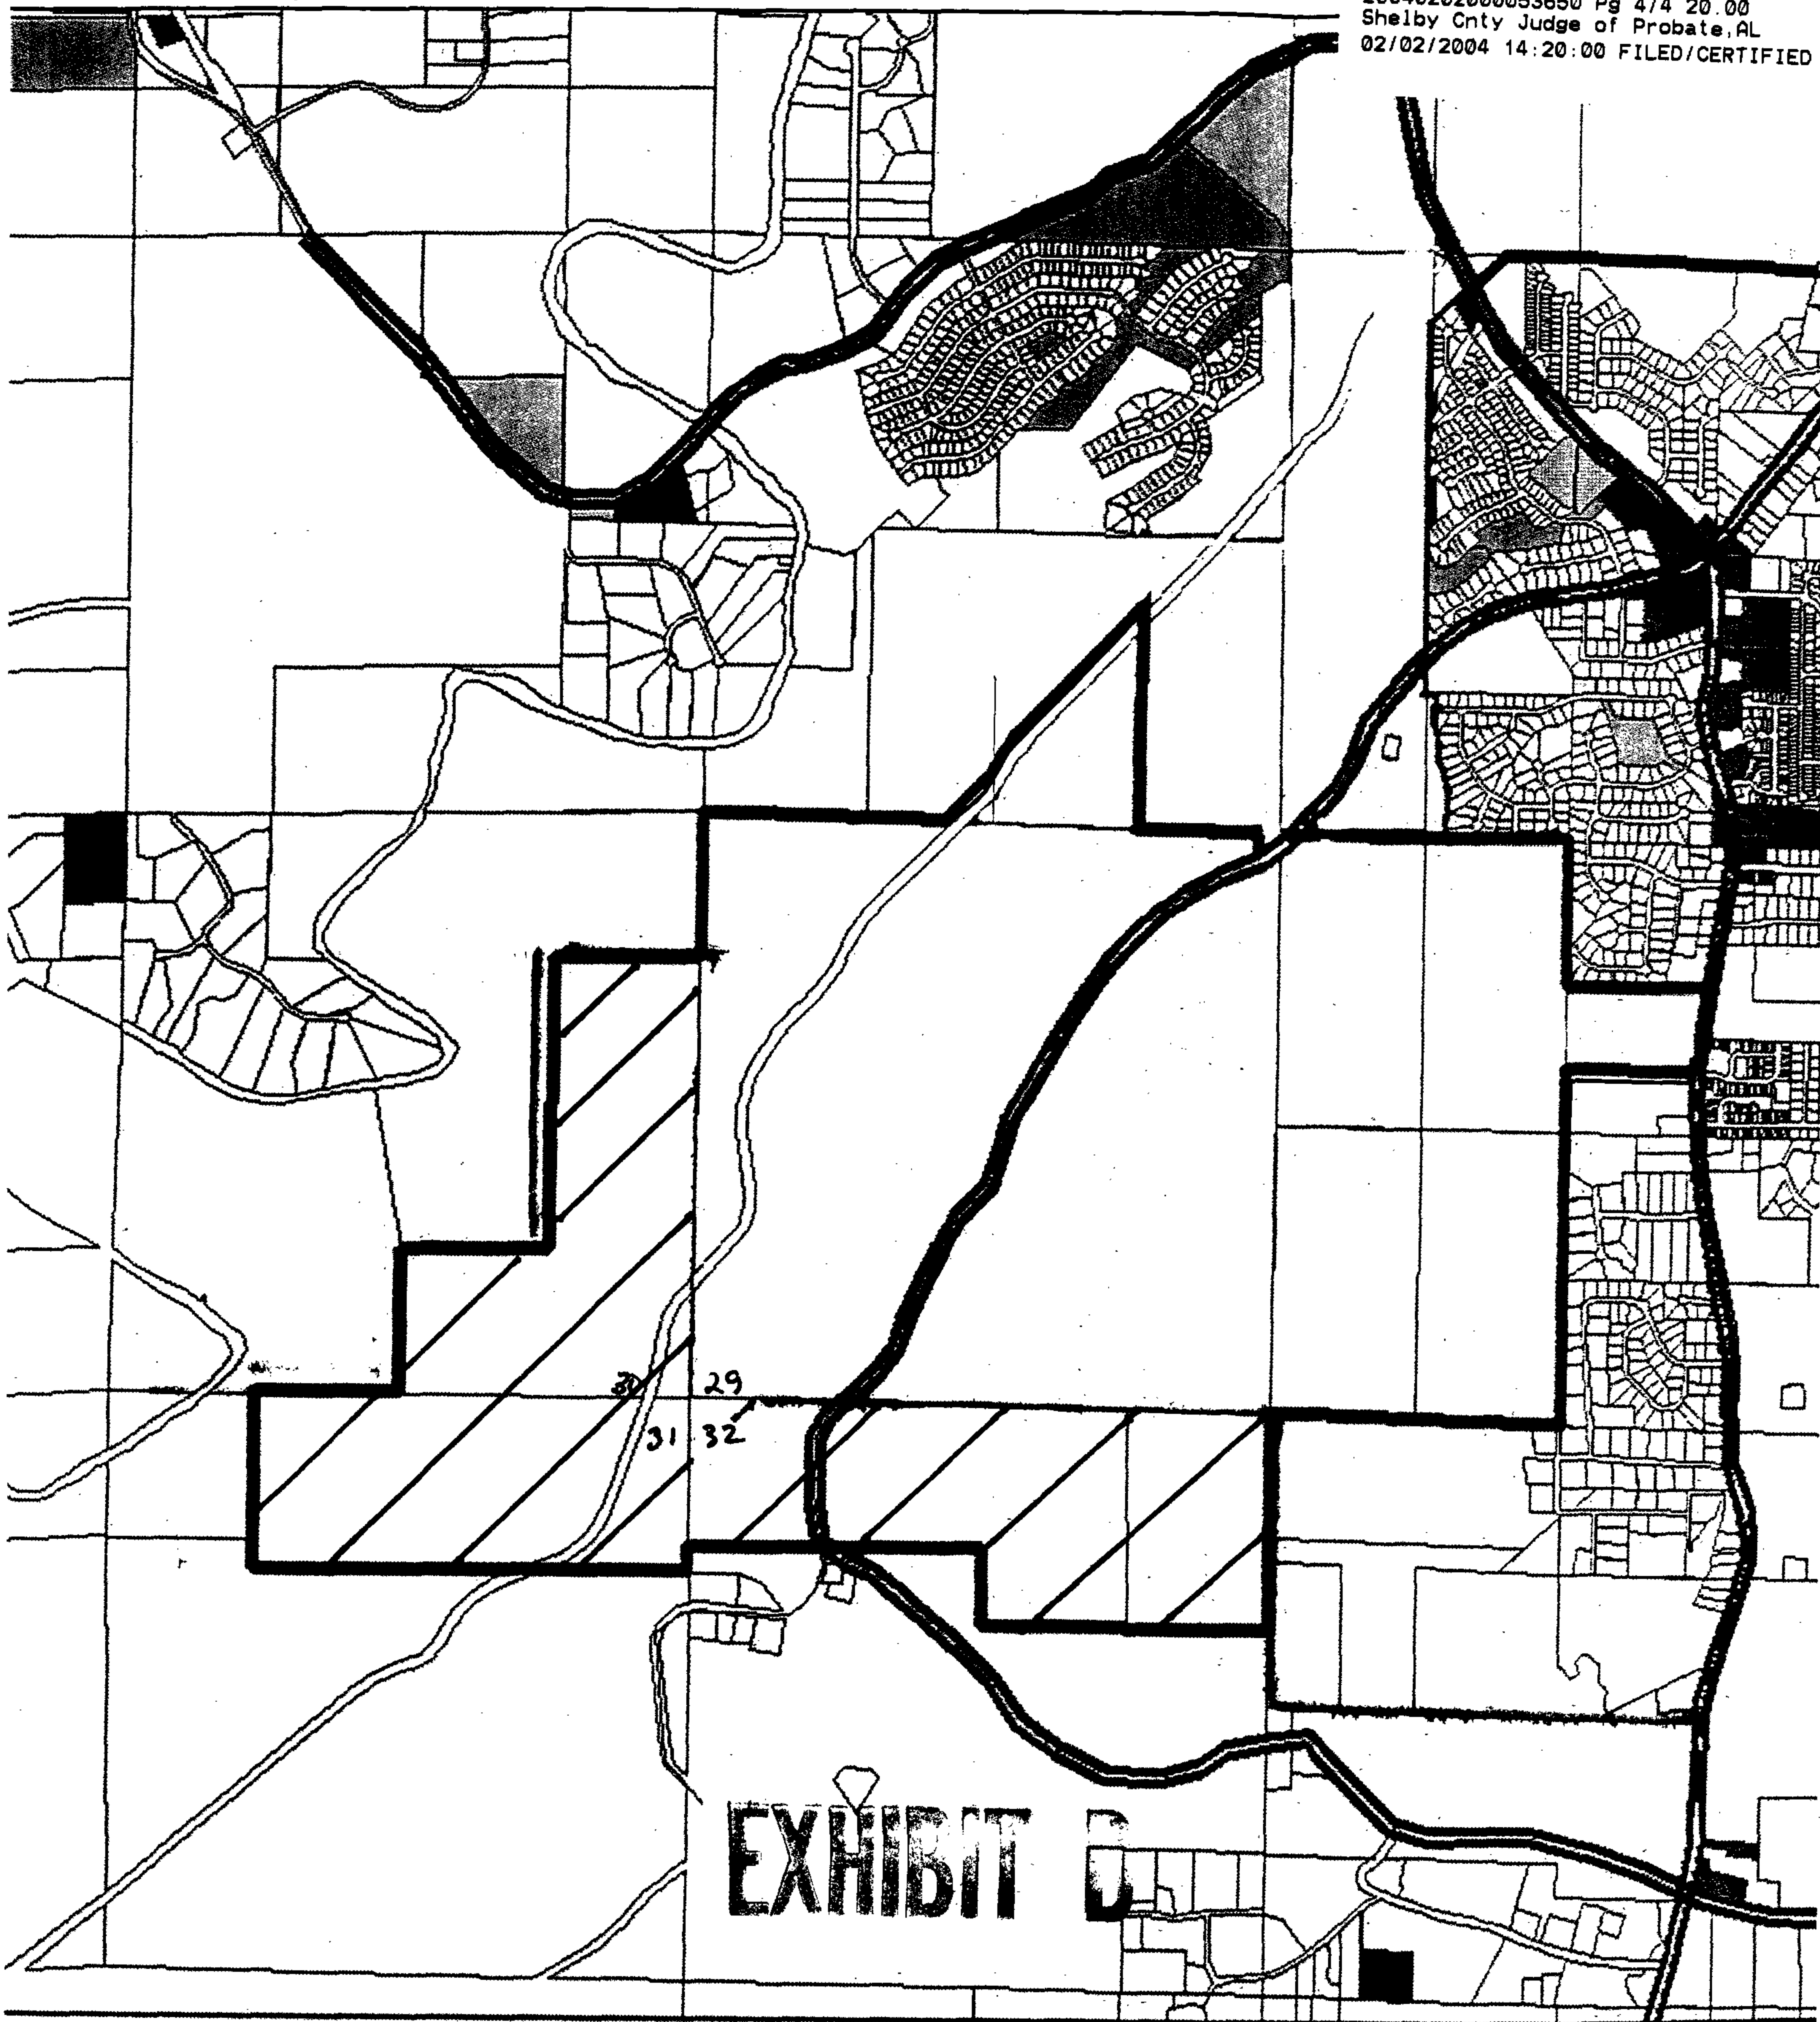 Pg 4/4 20.00
Shelby Cnty Judge of Probate,AL
02/02/2004 14:20:00 FILED/CERTIFIED
30 29
31 32
EXHIBIT D